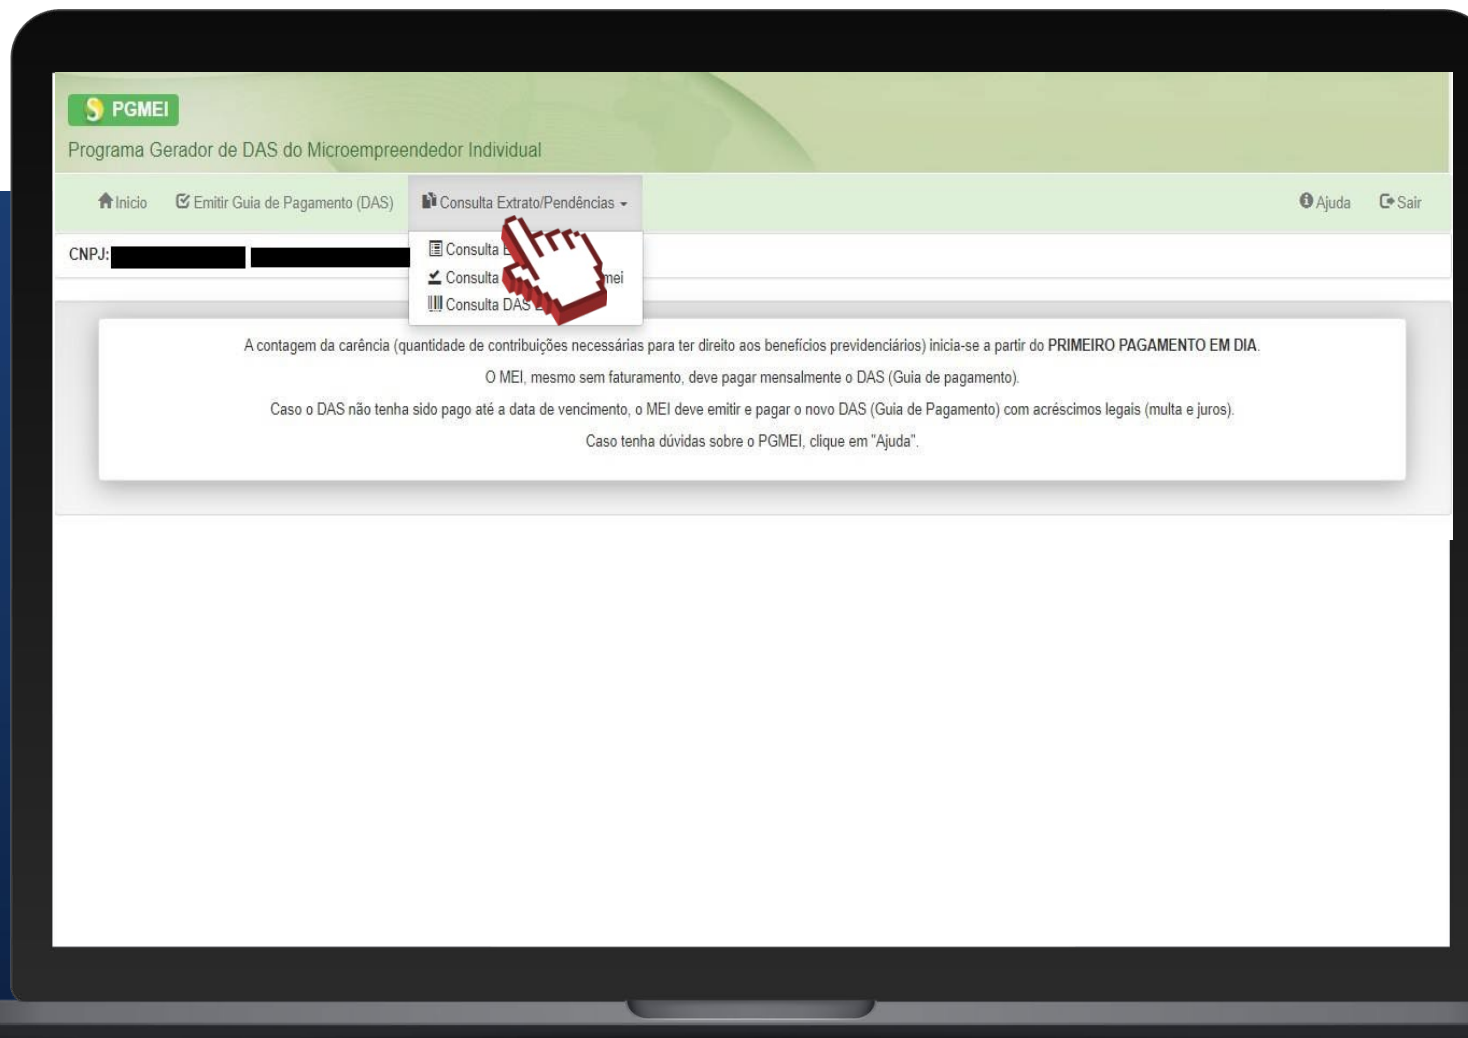 PGMEI
Programa Gerador de DAS do Microempreendedor Individual
Inicio
Emitir Guia de Pagamento (DAS)
Consulta Extrato/Pendências
Ajuda
Sair
CNPJ:
Consulta
Consulta mei
Consulta DAS
A contagem da carência (quantidade de contribuições necessárias para ter direito aos benefícios previdenciários) inicia-se a partir do PRIMEIRO PAGAMENTO EM DIA.
O MEI, mesmo sem faturamento, deve pagar mensalmente o DAS (Guia de pagamento).
Caso o DAS não tenha sido pago até a data de vencimento, o MEI deve emitir e pagar o novo DAS (Guia de Pagamento) com acréscimos legais (multa e juros).
Caso tenha dúvidas sobre o PGMEI, clique em "Ajuda".